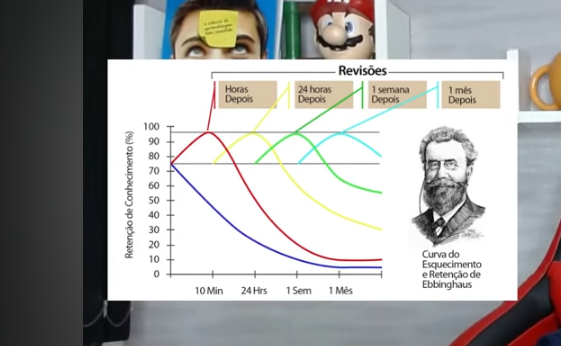 Revisões
Horas
Depois
24 horas
Depois
1 semana
Depois
1 mês
Depois
Retenção de Conhecimento (%)
100
90
80
70
60
50
40
30
20
10
0
10 Min
24 Hrs
1 Sem
1 Mês
Curva do
Esquecimento
e Retenção de
Ebbinghaus